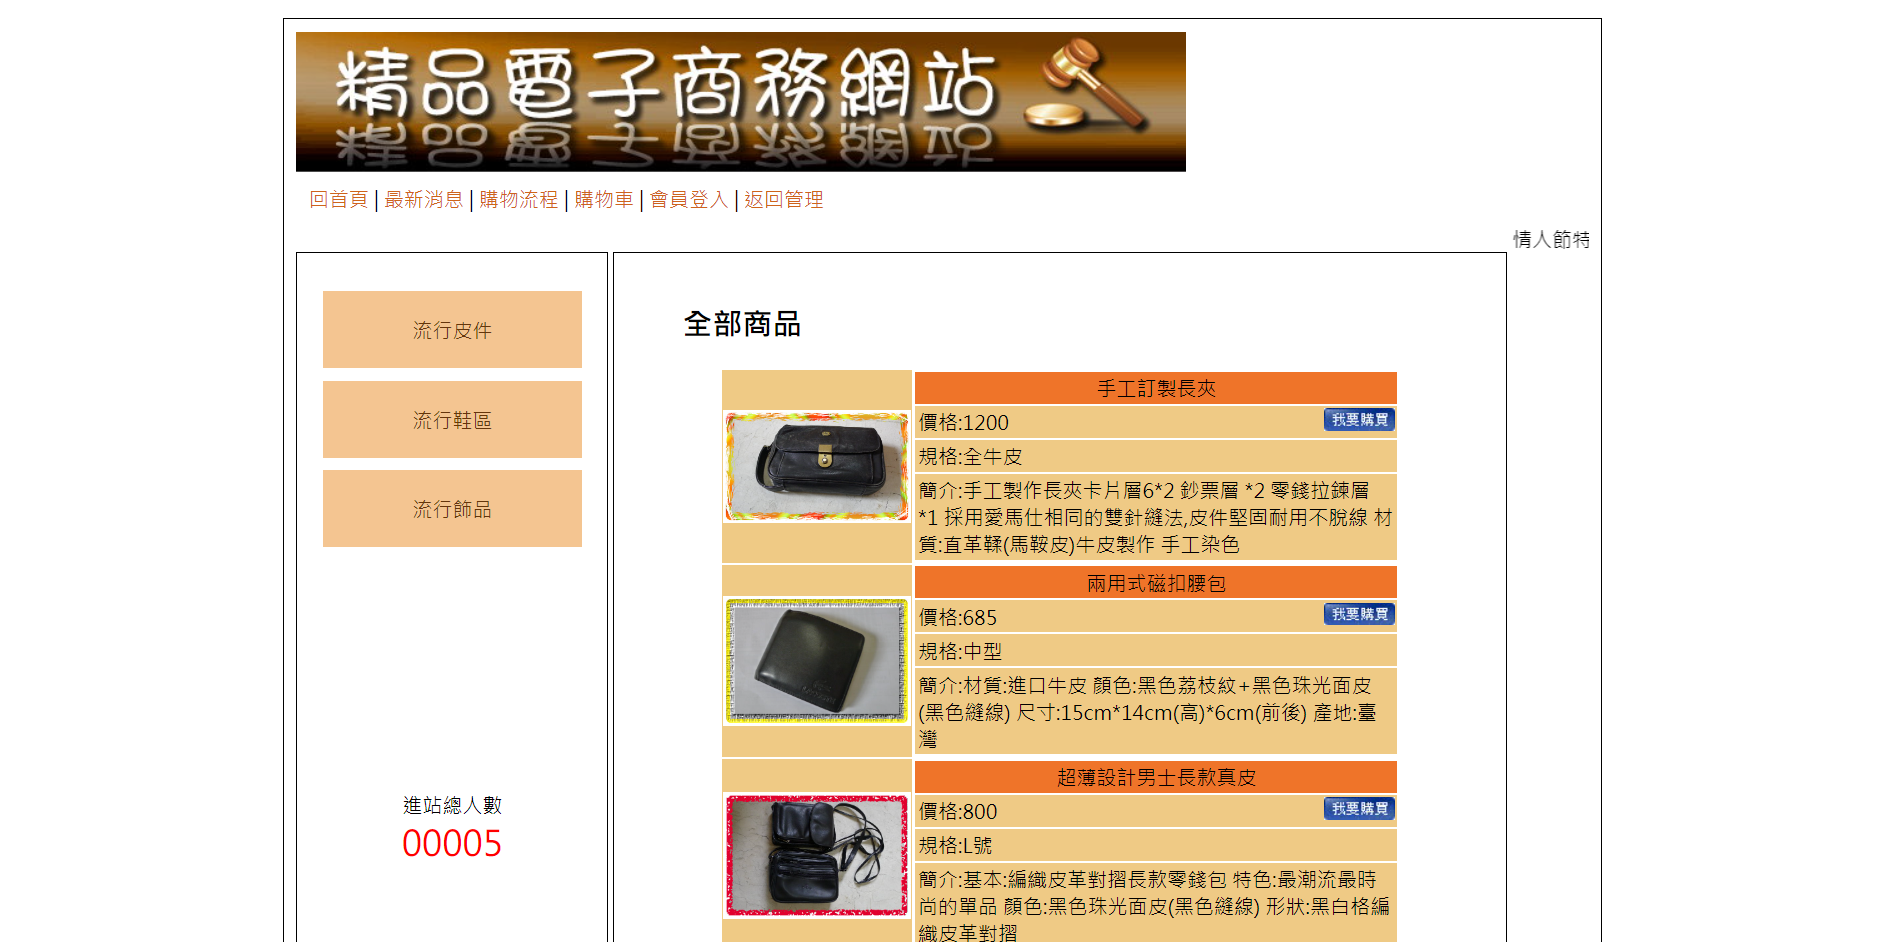 精品電子商務網站
回首頁 | 最新消息 | 購物流程 | 購物車 | 會員登入 | 返回管理
情人節特
流行皮件
流行鞋區
流行飾品
進站總人數
00005
全部商品
手工訂製長夾
價格:1200
我要購買
規格:全牛皮
簡介:手工製作長夾卡片層6*2 鈔票層 *2 零錢拉鍊層
*1 採用愛馬仕相同的雙針縫法,皮件堅固耐用不脫線 材
質:直革鞣(馬鞍皮)牛皮製作 手工染色
兩用式磁扣腰包
價格:685
我要購買
規格:中型
簡介:材質:進口牛皮 顏色:黑色荔枝紋+黑色珠光面皮
(黑色縫線) 尺寸:15cm*14cm(高)*6cm(前後) 產地:臺
灣
超薄設計男士長款真皮
價格:800
我要購買
規格:L號
簡介:基本:編織皮革對摺長款零錢包 特色:最潮流最時
尚的單品 顏色:黑色珠光面皮(黑色縫線) 形狀:黑白格編
織皮革對摺